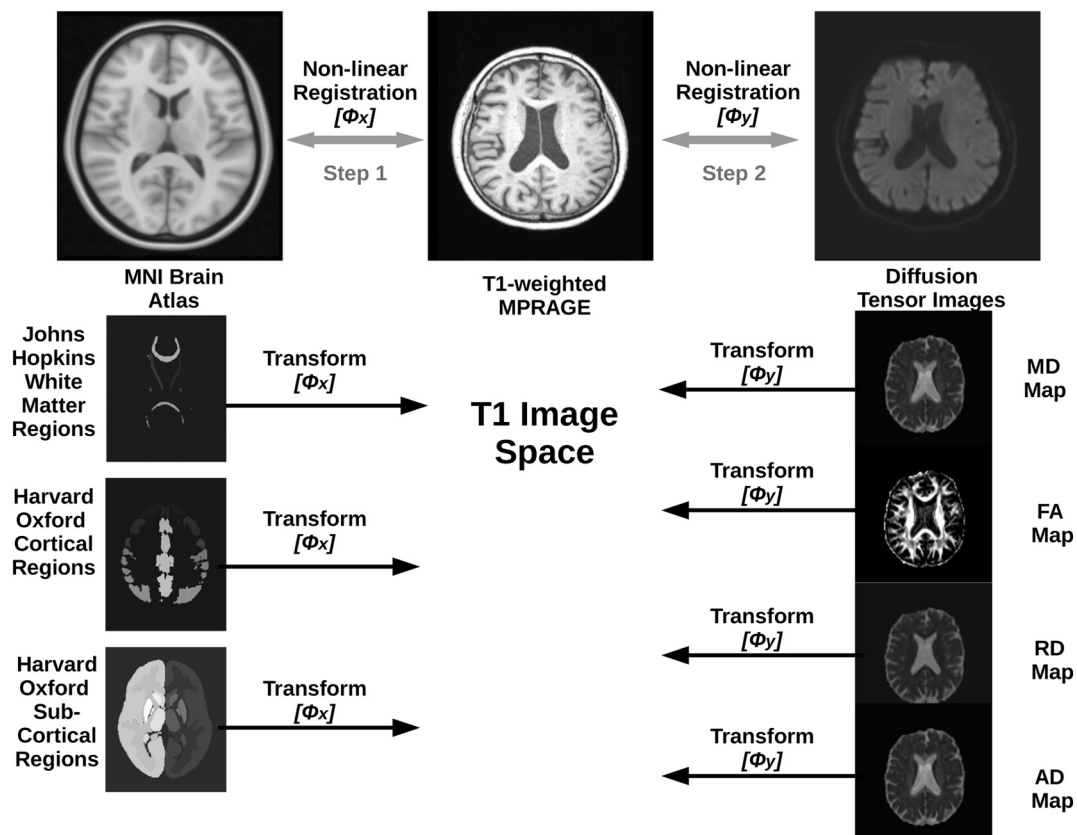 Non-linear
Registration
[Φx]
Step 1
Non-linear
Registration
[Φy]
Step 2
MNI Brain
Atlas
T1-weighted
MPRAGE
Diffusion
Tensor Images
Johns
Hopkins
White
Matter
Regions
Transform
[Φx]
T1 Image
Space
Transform
[Φy]
MD
Map
Harvard
Oxford
Cortical
Regions
Transform
[Φx]
Transform
[Φy]
FA
Map
Harvard
Oxford
Sub-
Cortical
Regions
Transform
[Φx]
Transform
[Φy]
RD
Map
Transform
[Φy]
AD
Map